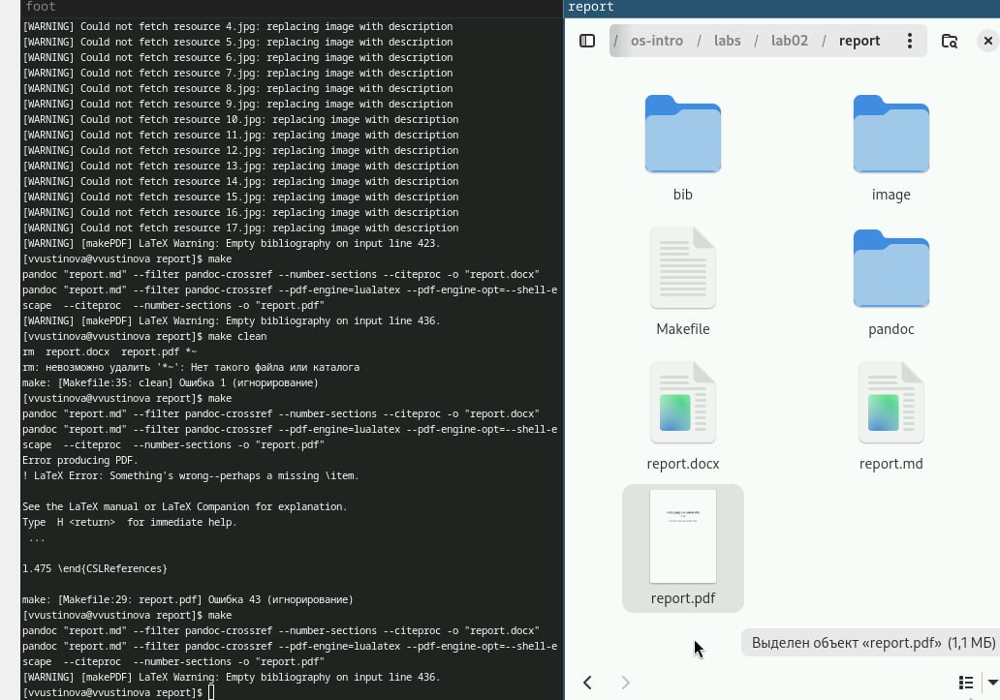 foot
[WARNING] Could not fetch resource 4.jpg: replacing image with description
[WARNING] Could not fetch resource 5.jpg: replacing image with description
[WARNING] Could not fetch resource 6.jpg: replacing image with description
[WARNING] Could not fetch resource 7.jpg: replacing image with description
[WARNING] Could not fetch resource 8.jpg: replacing image with description
[WARNING] Could not fetch resource 9.jpg: replacing image with description
[WARNING] Could not fetch resource 10.jpg: replacing image with description
[WARNING] Could not fetch resource 11.jpg: replacing image with description
[WARNING] Could not fetch resource 12.jpg: replacing image with description
[WARNING] Could not fetch resource 13.jpg: replacing image with description
[WARNING] Could not fetch resource 14.jpg: replacing image with description
[WARNING] Could not fetch resource 15.jpg: replacing image with description
[WARNING] Could not fetch resource 16.jpg: replacing image with description
[WARNING] Could not fetch resource 17.jpg: replacing image with description
[WARNING] [makePDF] LaTeX Warning: Empty bibliography on input line 423.
[vvustinova@vvustinova report]$ make
pandoc "report.md" --filter pandoc-crossref --number-sections --citeproc -o "report.docx"
pandoc "report.md" --filter pandoc-crossref --pdf-engine=lualatex --pdf-engine-opt=--shell-e
scape  --citeproc  --number-sections -o "report.pdf"
[WARNING] [makePDF] LaTeX Warning: Empty bibliography on input line 436.
[vvustinova@vvustinova report]$ make clean
rm  report.docx  report.pdf *~
rm: невозможно удалить '*~': Нет такого файла или каталога
make: [Makefile:35: clean] Ошибка 1 (игнорирование)
[vvustinova@vvustinova report]$ make
pandoc "report.md" --filter pandoc-crossref --number-sections --citeproc -o "report.docx"
pandoc "report.md" --filter pandoc-crossref --pdf-engine=lualatex --pdf-engine-opt=--shell-e
scape  --citeproc  --number-sections -o "report.pdf"
Error producing PDF.
! LaTeX Error: Something's wrong--perhaps a missing \item.
See the LaTeX manual or LaTeX Companion for explanation.
Type  H <return>  for immediate help.
...
l.475 \end{CSLReferences}
make: [Makefile:29: report.pdf] Ошибка 43 (игнорирование)
[vvustinova@vvustinova report]$ make
pandoc "report.md" --filter pandoc-crossref --number-sections --citeproc -o "report.docx"
pandoc "report.md" --filter pandoc-crossref --pdf-engine=lualatex --pdf-engine-opt=--shell-e
scape  --citeproc  --number-sections -o "report.pdf"
[WARNING] [makePDF] LaTeX Warning: Empty bibliography on input line 436.
[vvustinova@vvustinova report]$
report
/ os-intro / labs / lab02 / report
bib
image
Makefile
pandoc
report.docx
report.md
report.pdf
Выделен объект «report.pdf» (1,1 МБ)